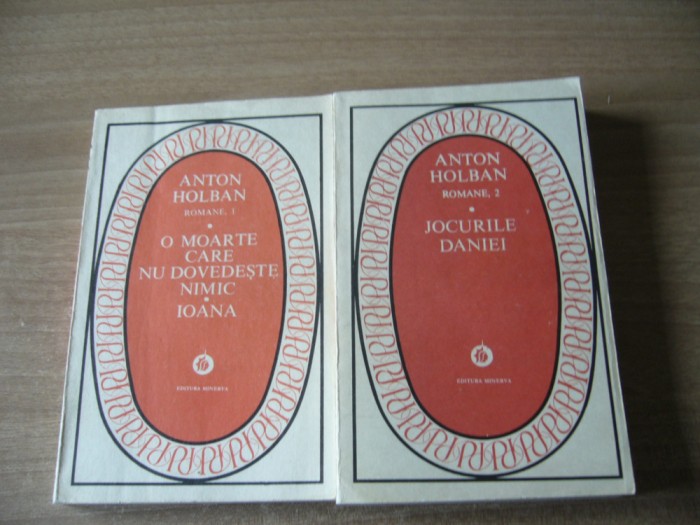 ANTON
HOLBAN
ROMANE, 1
O MOARTE
CARE
NU DOVEDEȘTE
NIMIC
IOANA
EDITURA MINERVA
ANTON
HOLBAN
ROMANE, 2
JOCURILE
DANIEI
EDITURA MINERVA